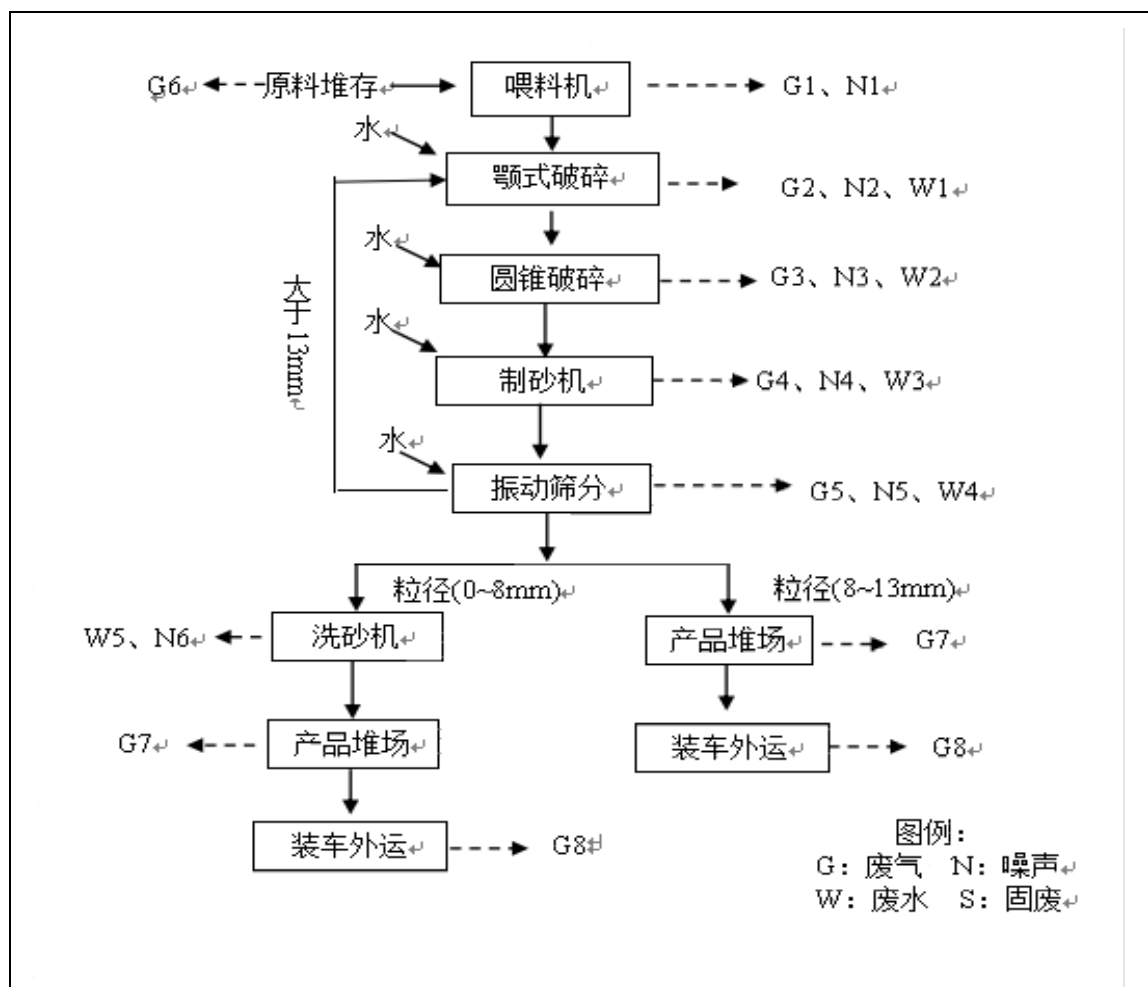 G6 原料堆存 喂料机 G1、N1
水
颚式破碎 G2、N2、W1
水
圆锥破碎 G3、N3、W2
大于13mm
水
制砂机 G4、N4、W3
水
振动筛分 G5、N5、W4
粒径(0~8mm) 粒径(8~13mm)
W5、N6 洗砂机 产品堆场 G7
G7 产品堆场 装车外运 G8
装车外运 G8
图例：
G：废气 N：噪声
W：废水 S：固废